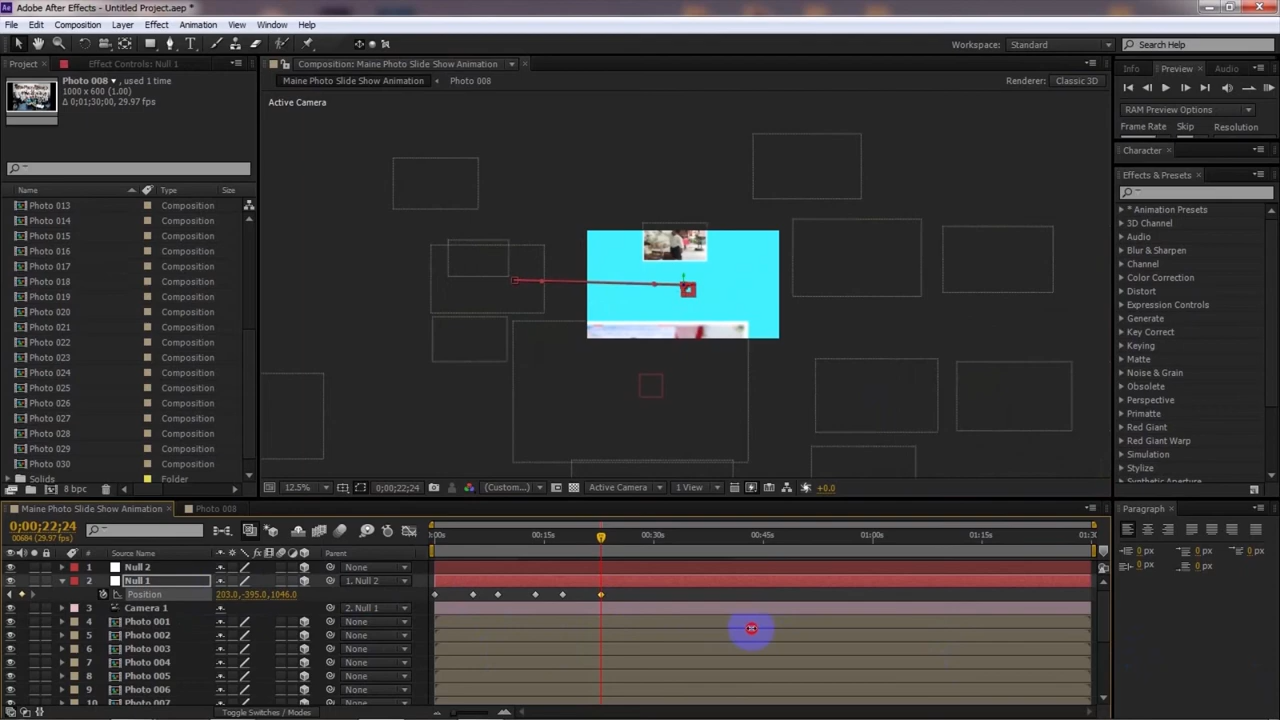 Adobe After Effects - Untitled Project.aep *
File Edit Composition Layer Effect Animation View Window Help
Workspace: Standard Search Help
Project Effect Controls: Null 1
Composition: Maine Photo Slide Show Animation
Info Preview Audio
Photo 008 , used 1 time
1000 x 600 (1.00)
Δ 0;01;30;00, 29.97 fps
Maine Photo Slide Show Animation Photo 008
Renderer: Classic 3D
Active Camera
RAM Preview Options
Frame Rate Skip Resolution
Character
Effects & Presets
Name Type Size
Photo 013 Composition
Photo 014 Composition
Photo 015 Composition
Photo 016 Composition
Photo 017 Composition
Photo 018 Composition
Photo 019 Composition
Photo 020 Composition
Photo 021 Composition
Photo 022 Composition
Photo 023 Composition
Photo 024 Composition
Photo 025 Composition
Photo 026 Composition
Photo 027 Composition
Photo 028 Composition
Photo 029 Composition
Photo 030 Composition
Solids Folder
8 bpc
* Animation Presets
3D Channel
Audio
Blur & Sharpen
Channel
Color Correction
Distort
Expression Controls
Generate
Key Correct
Keying
Matte
Noise & Grain
Obsolete
Perspective
Primatte
Red Giant
Red Giant Warp
Simulation
Stylize
Synthetic Aperture
12.5% 0;00;22;24 (Custom... Active Camera 1 View +0.0
Maine Photo Slide Show Animation Photo 008
Paragraph
0;00;22;24
00684 (29.97 fps)
:00s 00:15s 00:30s 00:45s 01:00s 01:15s 01:30
# Source Name Parent
1 Null 2 None
2 Null 1 1. Null 2
Position 203.0,-395.0,1046.0
3 Camera 1 2. Null 1
4 Photo 001 None
5 Photo 002 None
6 Photo 003 None
7 Photo 004 None
8 Photo 005 None
9 Photo 006 None
10 Photo 007 None
Toggle Switches / Modes
0 px 0 px 0 px
0 px 0 px